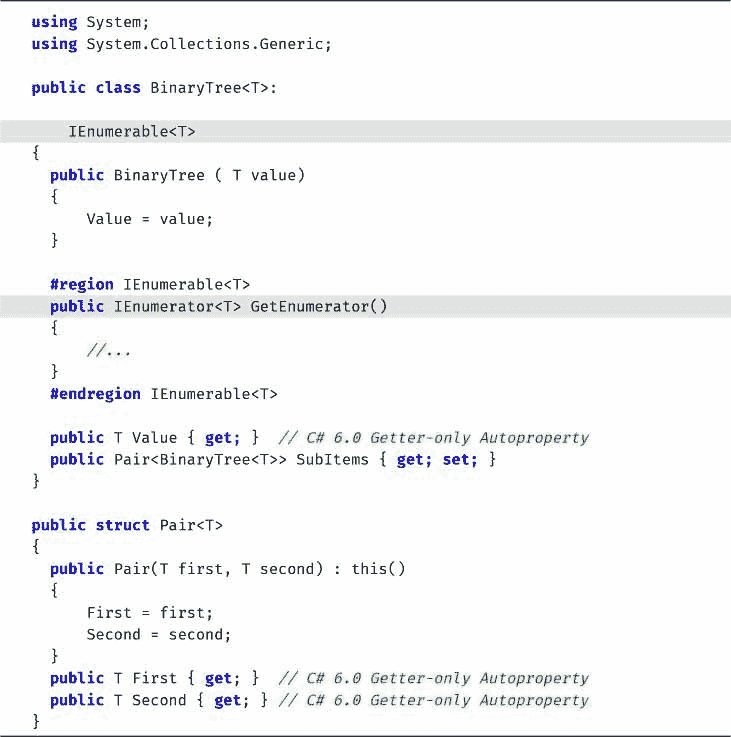 using System;
using System.Collections.Generic;
public class BinaryTree<T>:
IEnumerable<T>
{
public BinaryTree ( T value)
{
Value = value;
}
#region IEnumerable<T>
public IEnumerator<T> GetEnumerator()
{
//...
}
#endregion IEnumerable<T>
public T Value { get; } // C# 6.0 Getter-only Autoproperty
public Pair<BinaryTree<T>> SubItems { get; set; }
}
public struct Pair<T>
{
public Pair(T first, T second) : this()
{
First = first;
Second = second;
}
public T First { get; } // C# 6.0 Getter-only Autoproperty
public T Second { get; } // C# 6.0 Getter-only Autoproperty
}